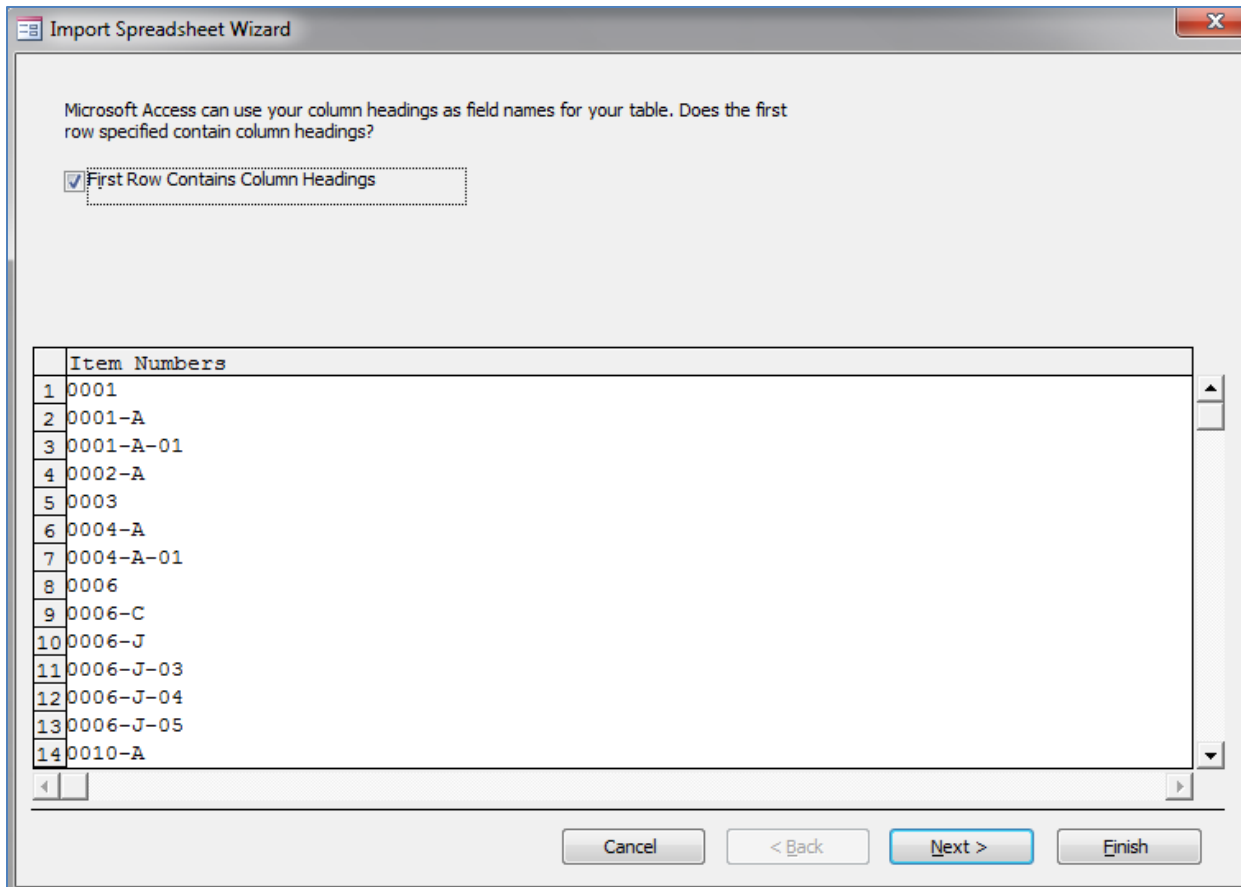 Import Spreadsheet Wizard
Microsoft Access can use your column headings as field names for your table. Does the first
row specified contain column headings?
First Row Contains Column Headings
Item Numbers
1 0001
2 0001-A
3 0001-A-01
4 0002-A
5 0003
6 0004-A
7 0004-A-01
8 0006
9 0006-C
10 0006-J
11 0006-J-03
12 0006-J-04
13 0006-J-05
14 0010-A
Cancel < Back Next > Finish